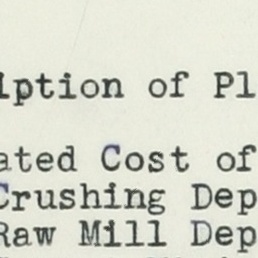 iption of Pl
ated Cost of
Crushing Dep
Raw Mill Dep